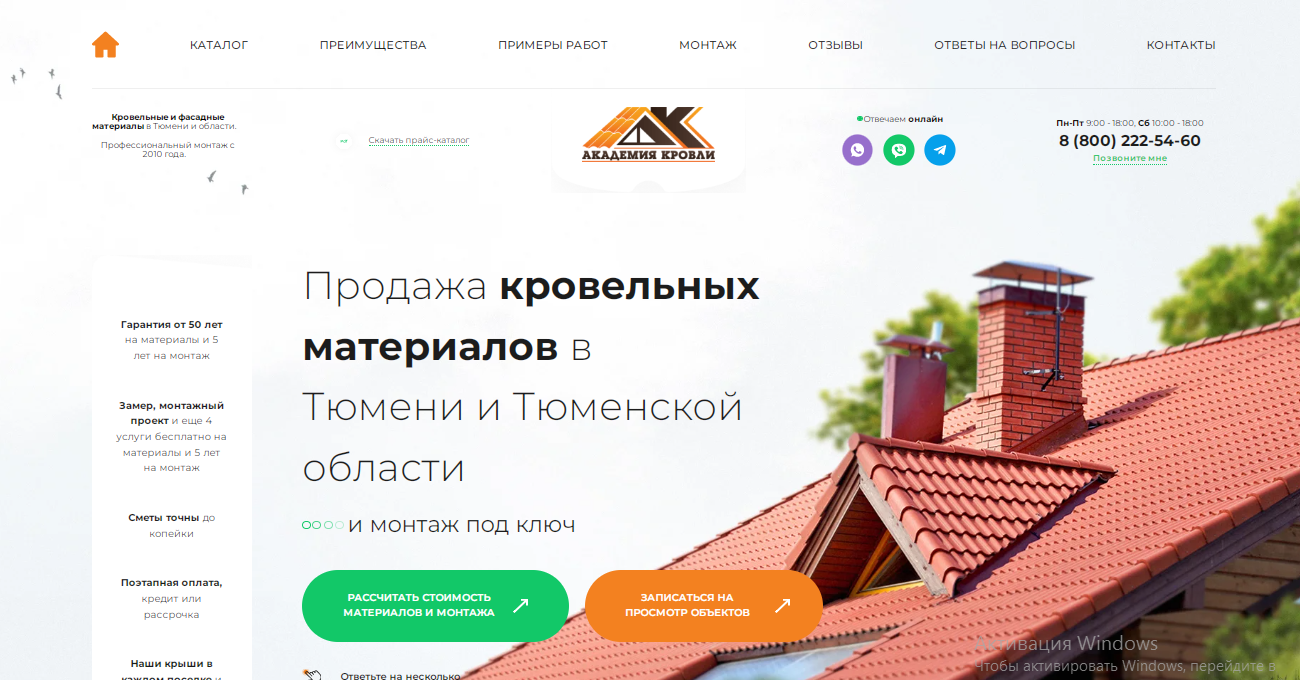 КАТАЛОГ
ПРЕИМУЩЕСТВА
ПРИМЕРЫ РАБОТ
МОНТАЖ
ОТЗЫВЫ
ОТВЕТЫ НА ВОПРОСЫ
КОНТАКТЫ
Кровельные и фасадные
материалы в Тюмени и области.
Профессиональный монтаж с
2010 года.
Скачать прайс-каталог
АК
АКАДЕМИЯ КРОВЛИ
Отвечаем онлайн
Пн-Пт 9:00 - 18:00, Сб 10:00 - 18:00
8 (800) 222-54-60
Позвоните мне
Гарантия от 50 лет
на материалы и 5
лет на монтаж
Замер, монтажный
проект и еще 4
услуги бесплатно на
материалы и 5 лет
на монтаж
Сметы точны до
копейки
Поэтапная оплата,
кредит или
рассрочка
Наши крыши в
каждом поселке и
Продажа кровельных
материалов в
Тюмени и Тюменской
области
и монтаж под ключ
РАССЧИТАТЬ СТОИМОСТЬ
МАТЕРИАЛОВ И МОНТАЖА
ЗАПИСАТЬСЯ НА
ПРОСМОТР ОБЪЕКТОВ
Ответьте на несколько
Активация Windows
Чтобы активировать Windows, перейдите в